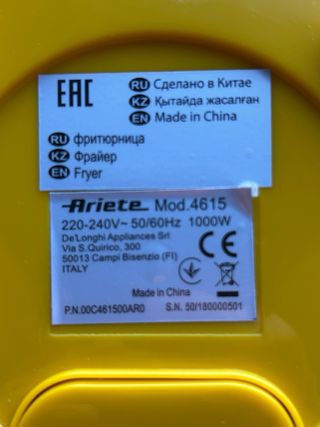 EAC
RU Сделано в Китае
KZ Қытайда жасалған
EN Made in China
RU фритюрница
KZ Фрайер
EN Fryer
Ariete Mod.4615
220-240V~ 50/60Hz 1000W
De'Longhi Appliances Srl
Via S.Quirico, 300
50013 Campi Bisenzio (FI)
ITALY
CE
Made in China
P.N.00C461500AR0 S.N. 50/180000501